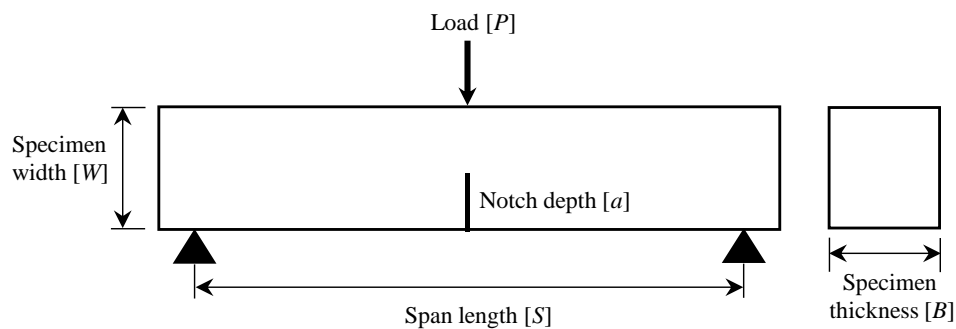 Load [P]
Specimen
width [W]
Notch depth [a]
Span length [S]
Specimen
thickness [B]